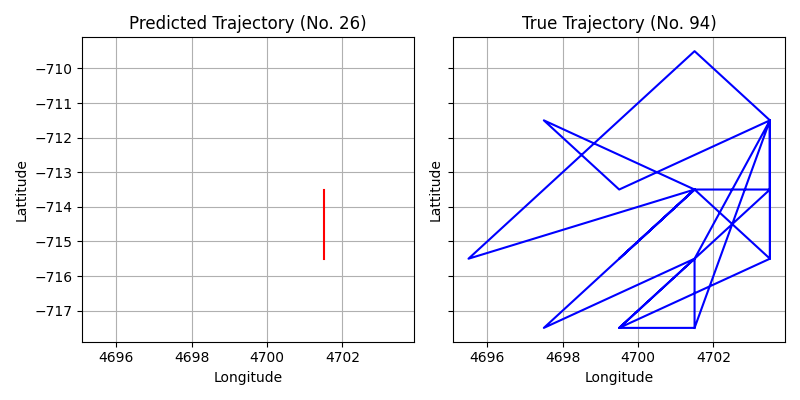 Predicted Trajectory (No. 26)
True Trajectory (No. 94)
−710
−711
−712
−713
−714
−715
−716
−717
Lattitude
Lattitude
4696 4698 4700 4702
4696 4698 4700 4702
Longitude
Longitude